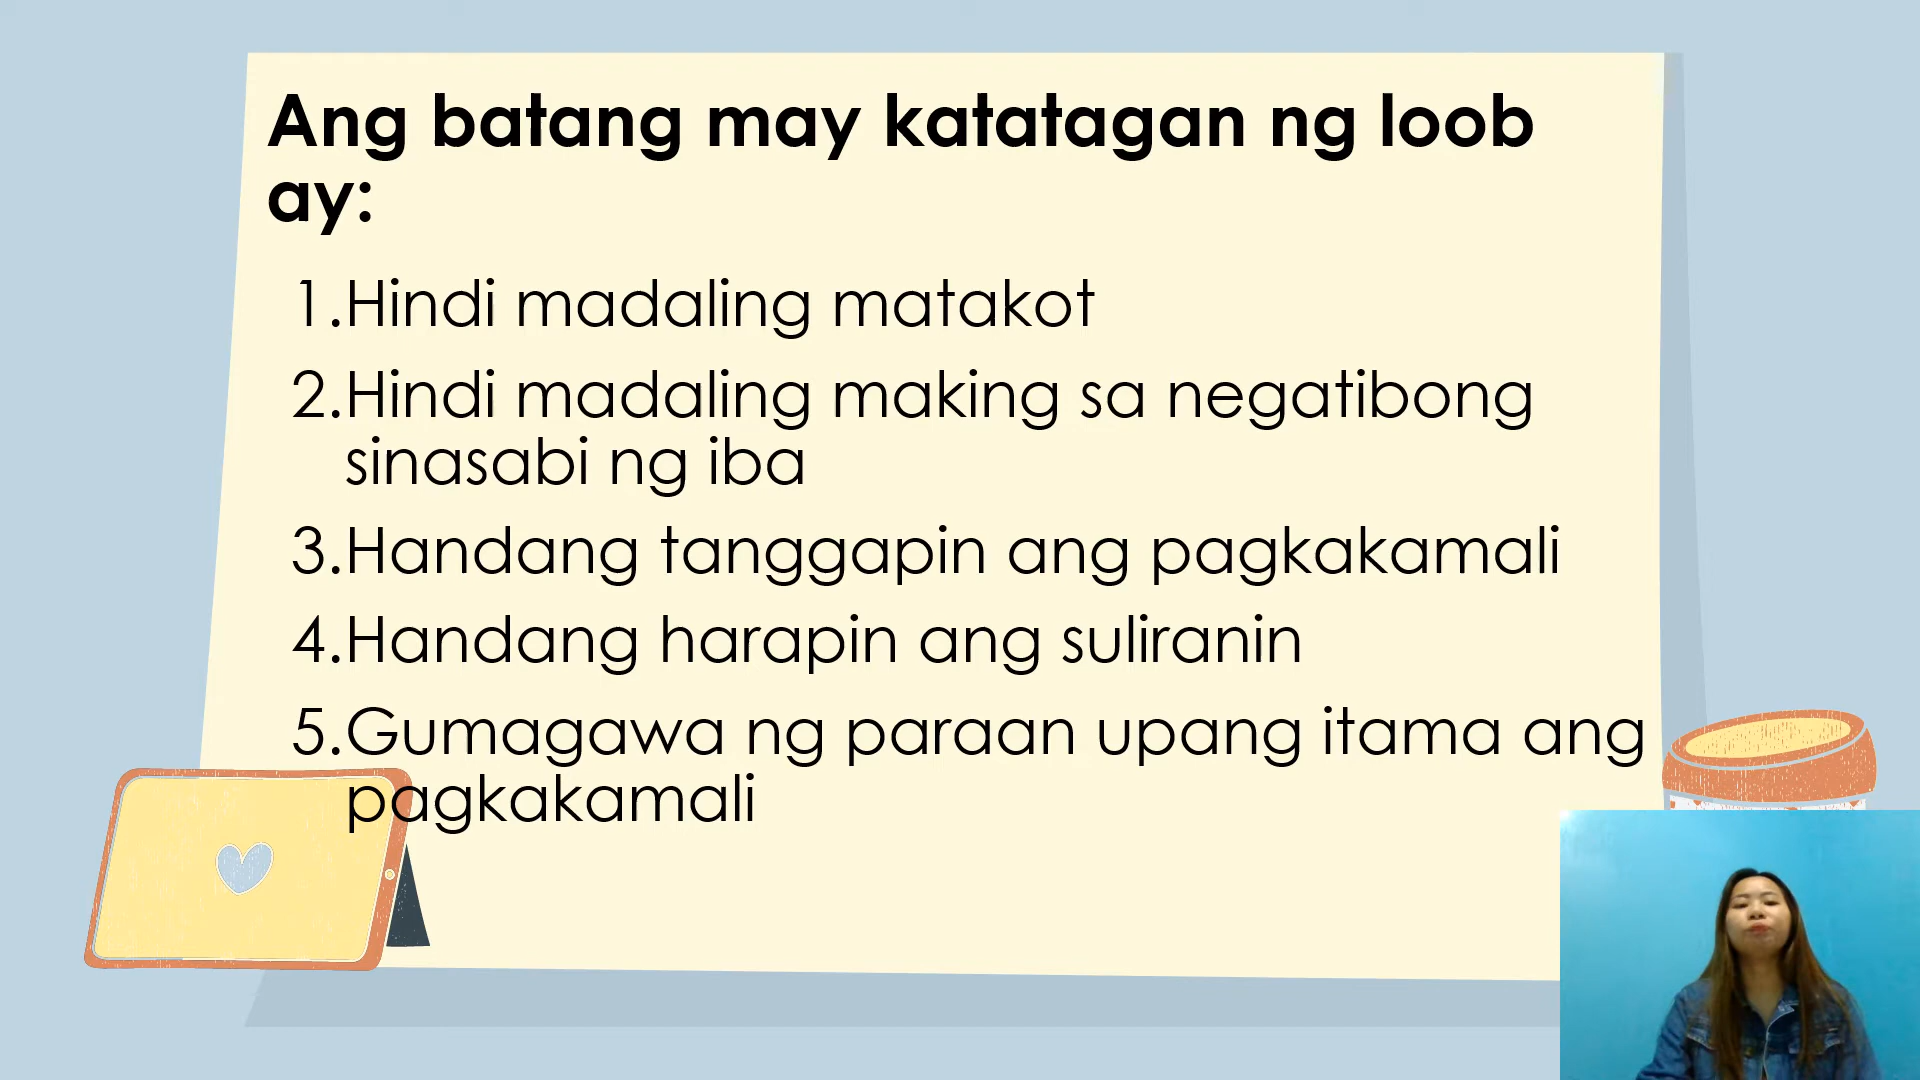 Ang batang may katatagan ng loob
ay:
1.Hindi madaling matakot
2.Hindi madaling making sa negatibong
sinasabi ng iba
3.Handang tanggapin ang pagkakamali
4.Handang harapin ang suliranin
5.Gumagawa ng paraan upang itama ang
pagkakamali